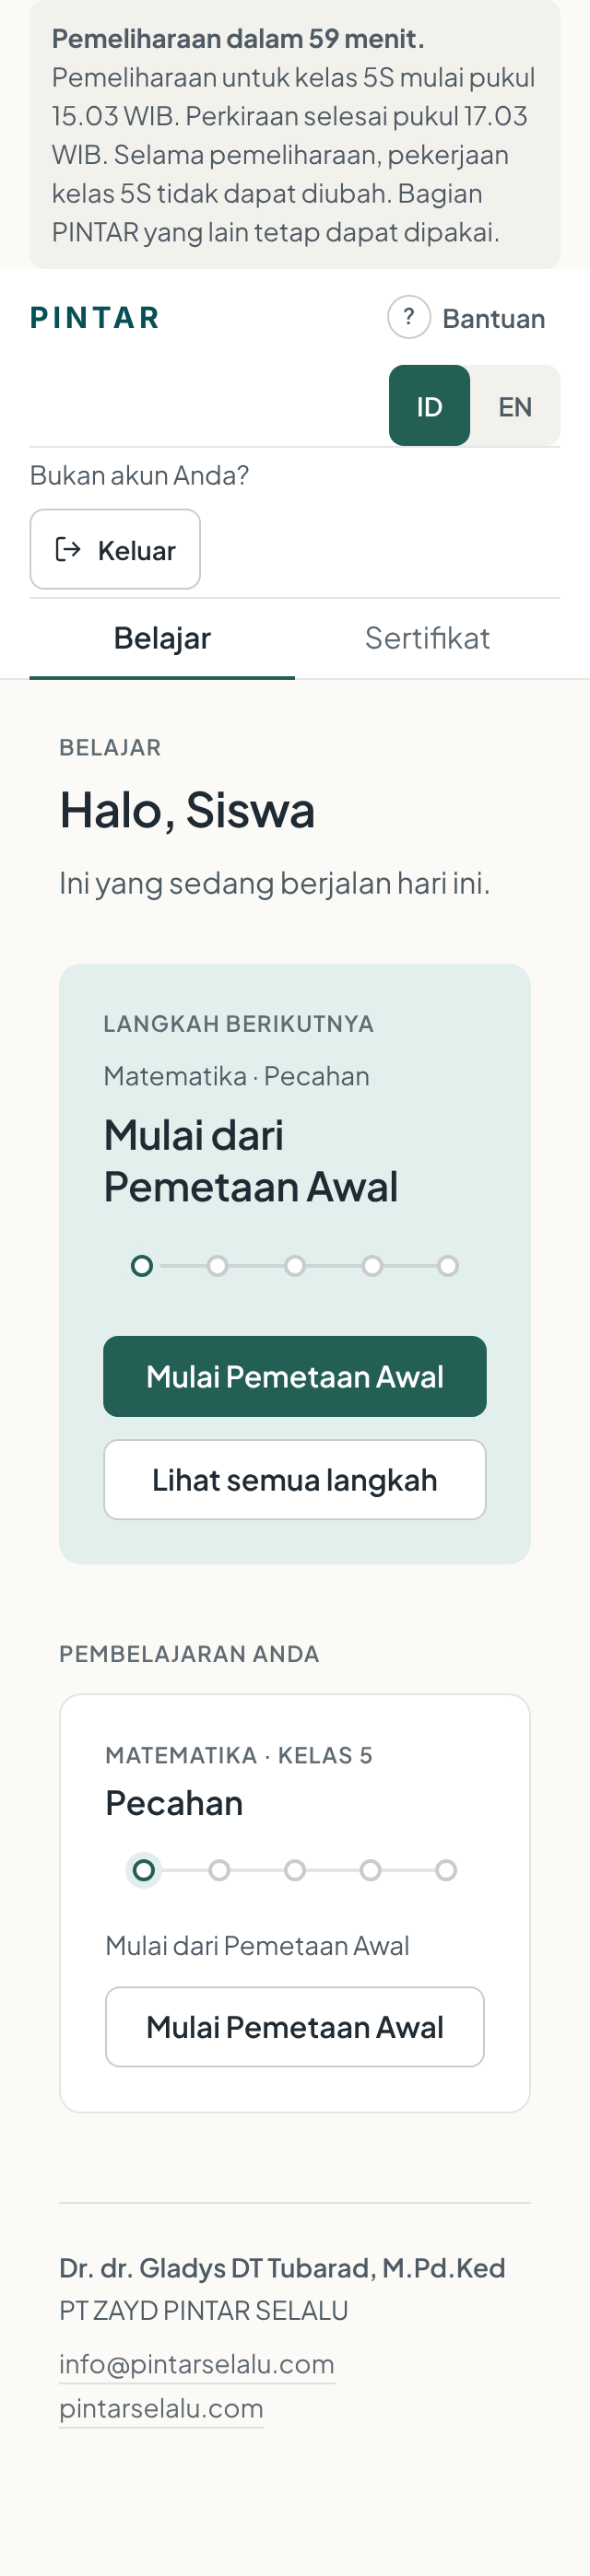 Pemeliharaan dalam 59 menit.
Pemeliharaan untuk kelas 5S mulai pukul
15.03 WIB. Perkiraan selesai pukul 17.03
WIB. Selama pemeliharaan, pekerjaan
kelas 5S tidak dapat diubah. Bagian
PINTAR yang lain tetap dapat dipakai.
PINTAR
? Bantuan
ID EN
Bukan akun Anda?
Keluar
Belajar Sertifikat
BELAJAR
Halo, Siswa
Ini yang sedang berjalan hari ini.
LANGKAH BERIKUTNYA
Matematika · Pecahan
Mulai dari
Pemetaan Awal
Mulai Pemetaan Awal
Lihat semua langkah
PEMBELAJARAN ANDA
MATEMATIKA · KELAS 5
Pecahan
Mulai dari Pemetaan Awal
Mulai Pemetaan Awal
Dr. dr. Gladys DT Tubarad, M.Pd.Ked
PT ZAYD PINTAR SELALU
info@pintarselalu.com
pintarselalu.com